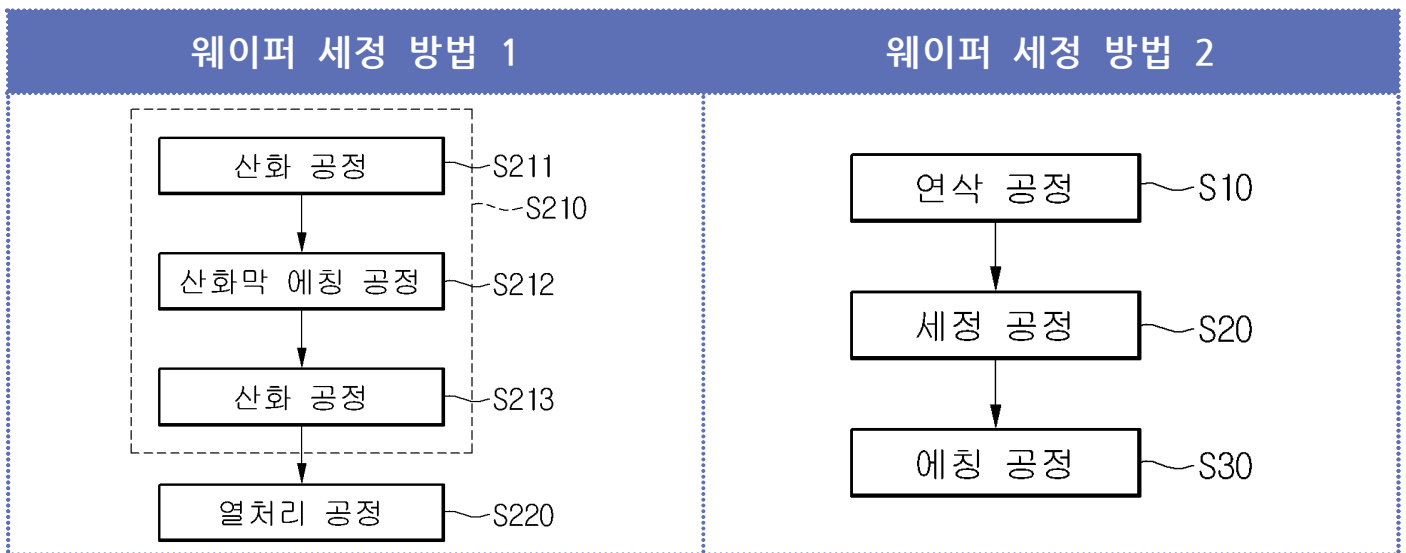 웨이퍼 세정 방법 1
웨이퍼 세정 방법 2
산화 공정
S211
S210
산화막 에칭 공정
S212
산화 공정
S213
열처리 공정
S220
연삭 공정
S10
세정 공정
S20
에칭 공정
S30